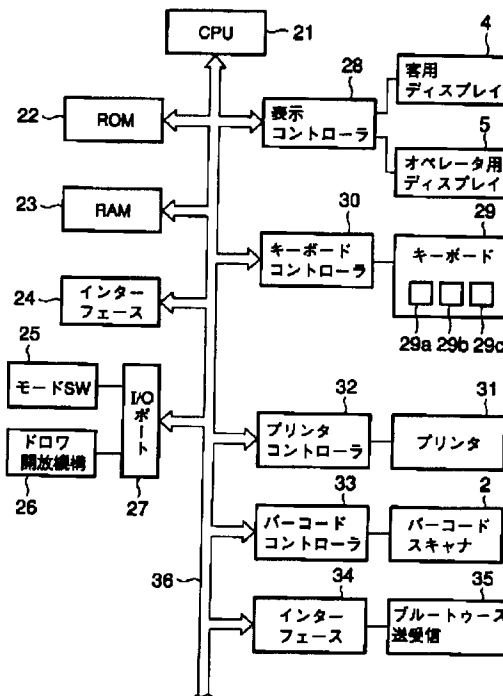 CPU
21
4
客用
ディスプレイ
28
表示
コントローラ
22
ROM
5
オペレータ用
ディスプレイ
23
RAM
30
キーボード
コントローラ
29
キーボード
29a
29b
29c
24
インター
フェース
25
モードSW
I/O
ポート
27
ドロワ
開放機構
26
32
プリンタ
コントローラ
31
プリンタ
33
バーコード
コントローラ
2
バーコード
スキャナ
36
34
インター
フェース
35
ブルートゥース
送受信